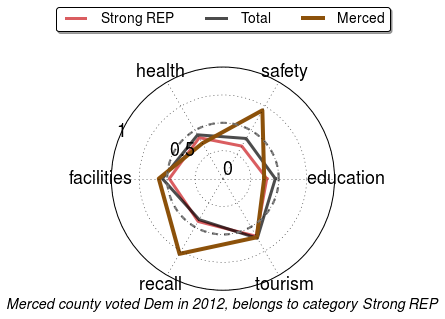 Strong REP Total Merced
health safety
1
0.5
0
facilities education
recall tourism
Merced county voted Dem in 2012, belongs to category Strong REP